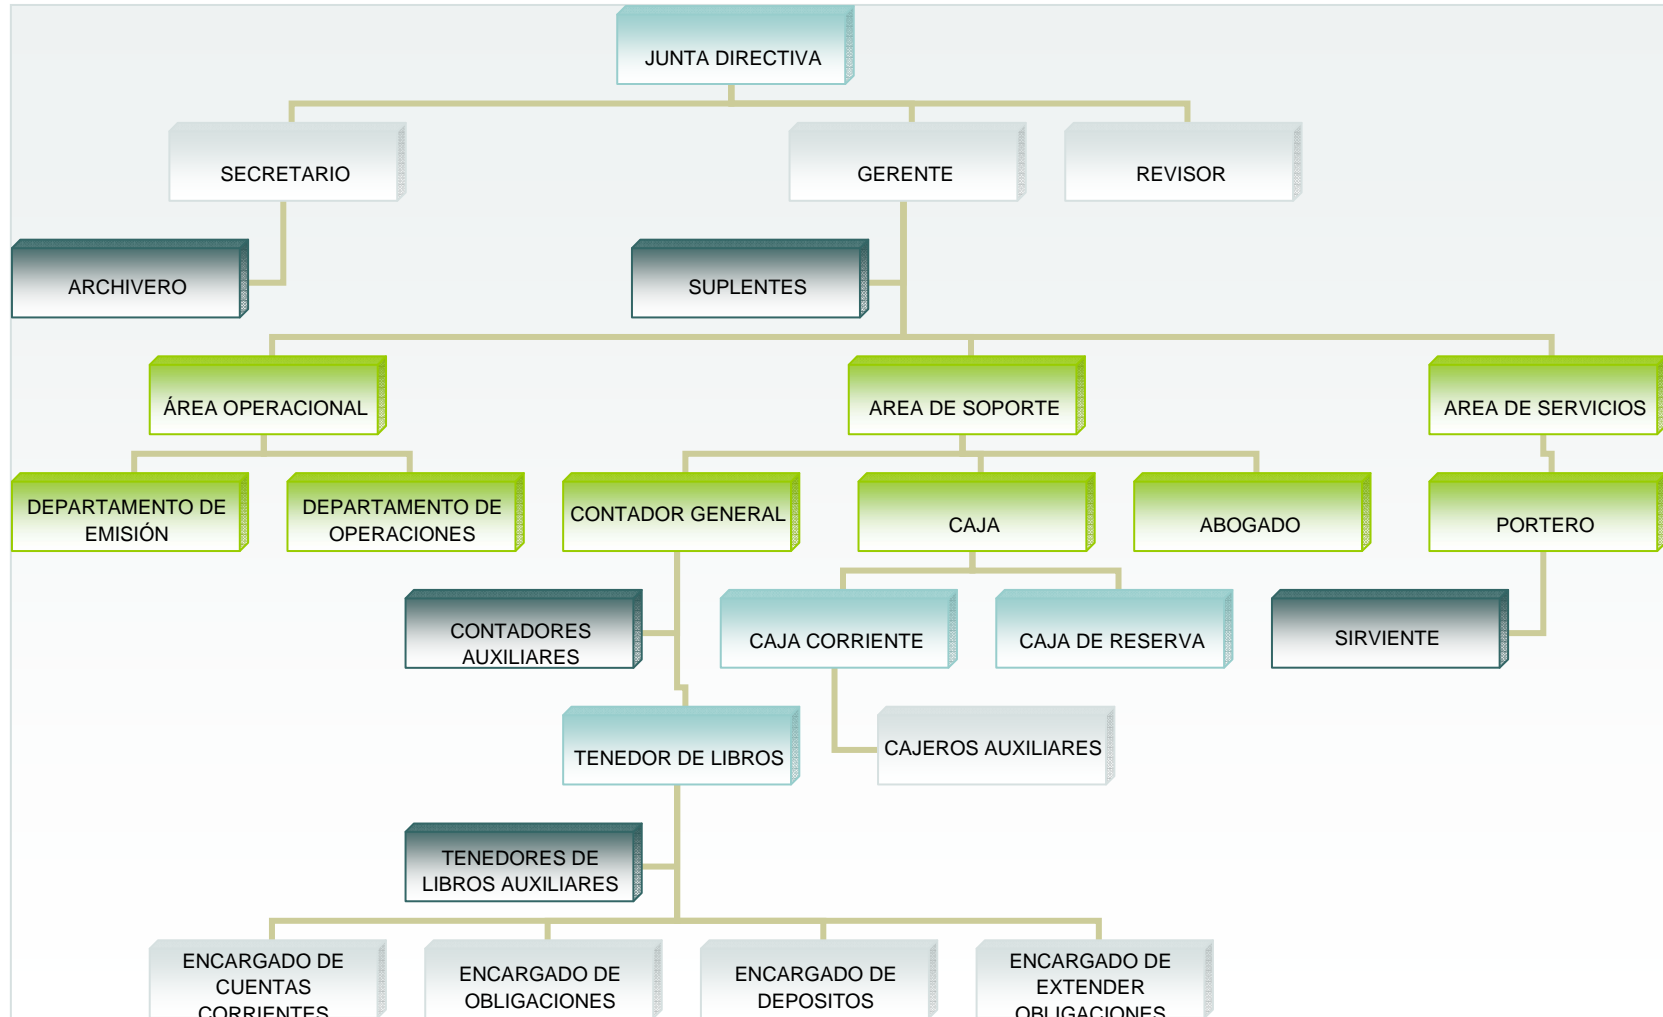 JUNTA DIRECTIVA
SECRETARIO
GERENTE
REVISOR
ARCHIVERO
SUPLENTES
ÁREA OPERACIONAL
AREA DE SOPORTE
AREA DE SERVICIOS
DEPARTAMENTO DE
EMISIÓN
DEPARTAMENTO DE
OPERACIONES
CONTADOR GENERAL
CAJA
ABOGADO
PORTERO
CONTADORES
AUXILIARES
CAJA CORRIENTE
CAJA DE RESERVA
SIRVIENTE
TENEDOR DE LIBROS
CAJEROS AUXILIARES
TENEDORES DE
LIBROS AUXILIARES
ENCARGADO DE
CUENTAS
CORRIENTES
ENCARGADO DE
OBLIGACIONES
ENCARGADO DE
DEPOSITOS
ENCARGADO DE
EXTENDER
OBLIGACIONES